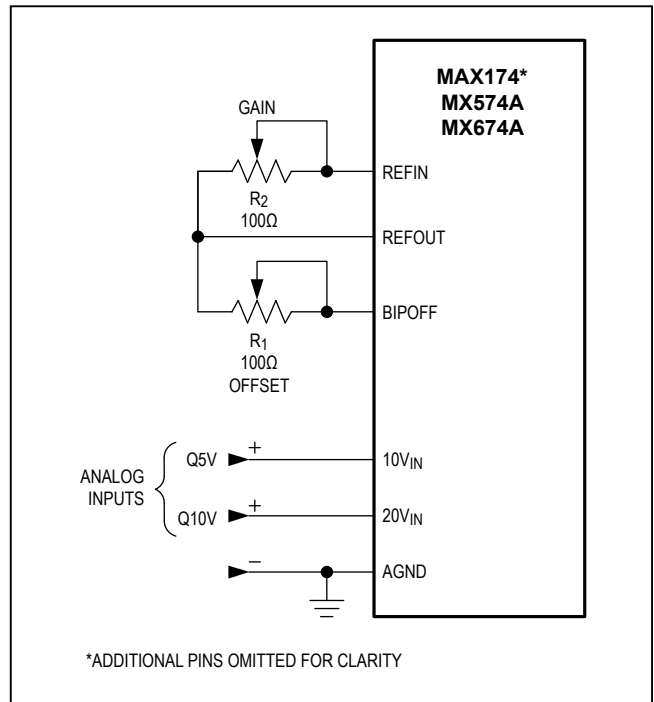 MAX174*
MX574A
MX674A
GAIN
REFIN
R2
100Ω
REFOUT
BIPOFF
R1
100Ω
OFFSET
ANALOG
INPUTS
Q5V
+
10VIN
Q10V
+
20VIN
–
AGND
*ADDITIONAL PINS OMITTED FOR CLARITY